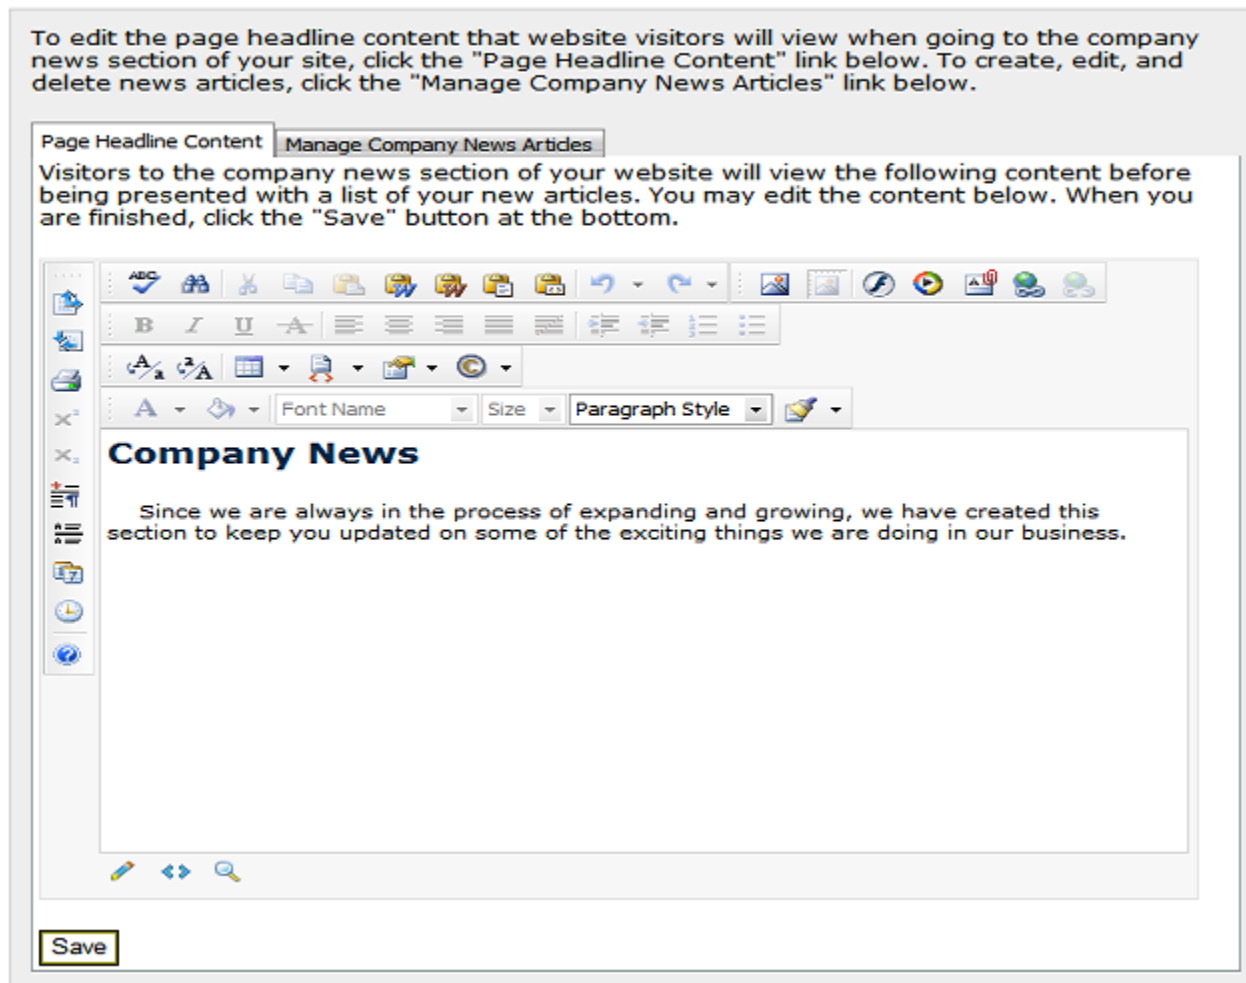 To edit the page headline content that website visitors will view when going to the company
news section of your site, click the "Page Headline Content" link below. To create, edit, and
delete news articles, click the "Manage Company News Articles" link below.
Page Headline Content Manage Company News Articles
Visitors to the company news section of your website will view the following content before
being presented with a list of your new articles. You may edit the content below. When you
are finished, click the "Save" button at the bottom.
ABC
B I U A
A a a A
A Font Name Size Paragraph Style
Company News
Since we are always in the process of expanding and growing, we have created this
section to keep you updated on some of the exciting things we are doing in our business.
Save